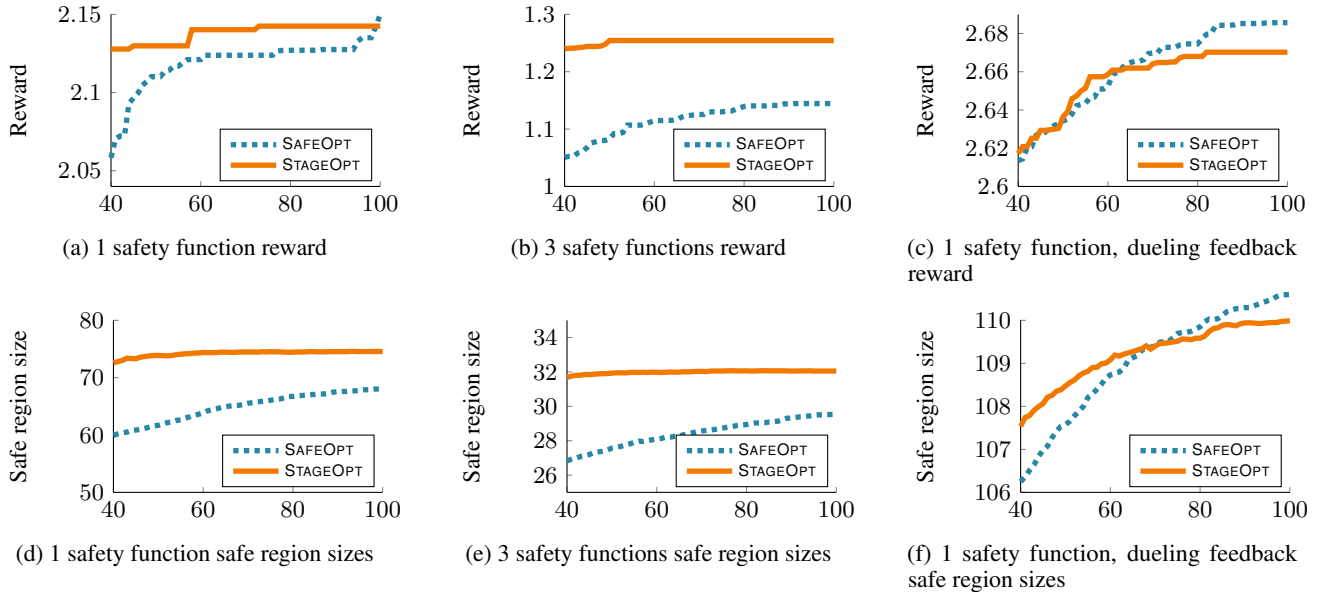 2.15
2.1
2.05
Reward
SAFEOPT
STAGEOPT
40
60
80
100
(a) 1 safety function reward
1.3
1.2
1.1
1
Reward
SAFEOPT
STAGEOPT
40
60
80
100
(b) 3 safety functions reward
2.68
2.66
2.64
2.62
2.6
Reward
SAFEOPT
STAGEOPT
40
60
80
100
(c) 1 safety function, dueling feedback
reward
80
70
60
50
Safe region size
SAFEOPT
STAGEOPT
40
60
80
100
(d) 1 safety function safe region sizes
34
32
30
28
26
Safe region size
SAFEOPT
STAGEOPT
40
60
80
100
(e) 3 safety functions safe region sizes
110
109
108
107
106
Safe region size
SAFEOPT
STAGEOPT
40
60
80
100
(f) 1 safety function, dueling feedback
safe region sizes